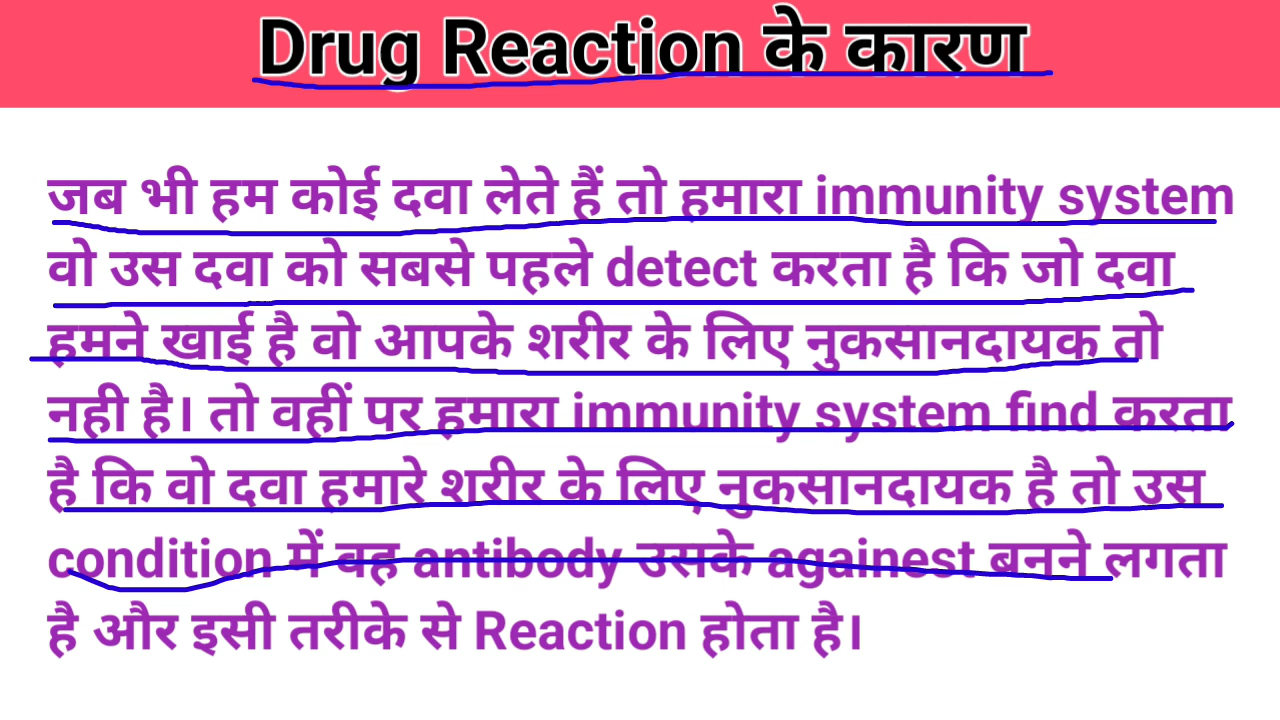 Drug Reaction के कारण
जब भी हम कोई दवा लेते हैं तो हमारा immunity system
वो उस दवा को सबसे पहले detect करता है कि जो दवा
हमने खाई है वो आपके शरीर के लिए नुकसानदायक तो
नही है। तो वहीं पर हमारा immunity system find करता
है कि वो दवा हमारे शरीर के लिए नुकसानदायक है तो उस
condition में वह antibody उसके againest बनने लगता
है और इसी तरीके से Reaction होता है।